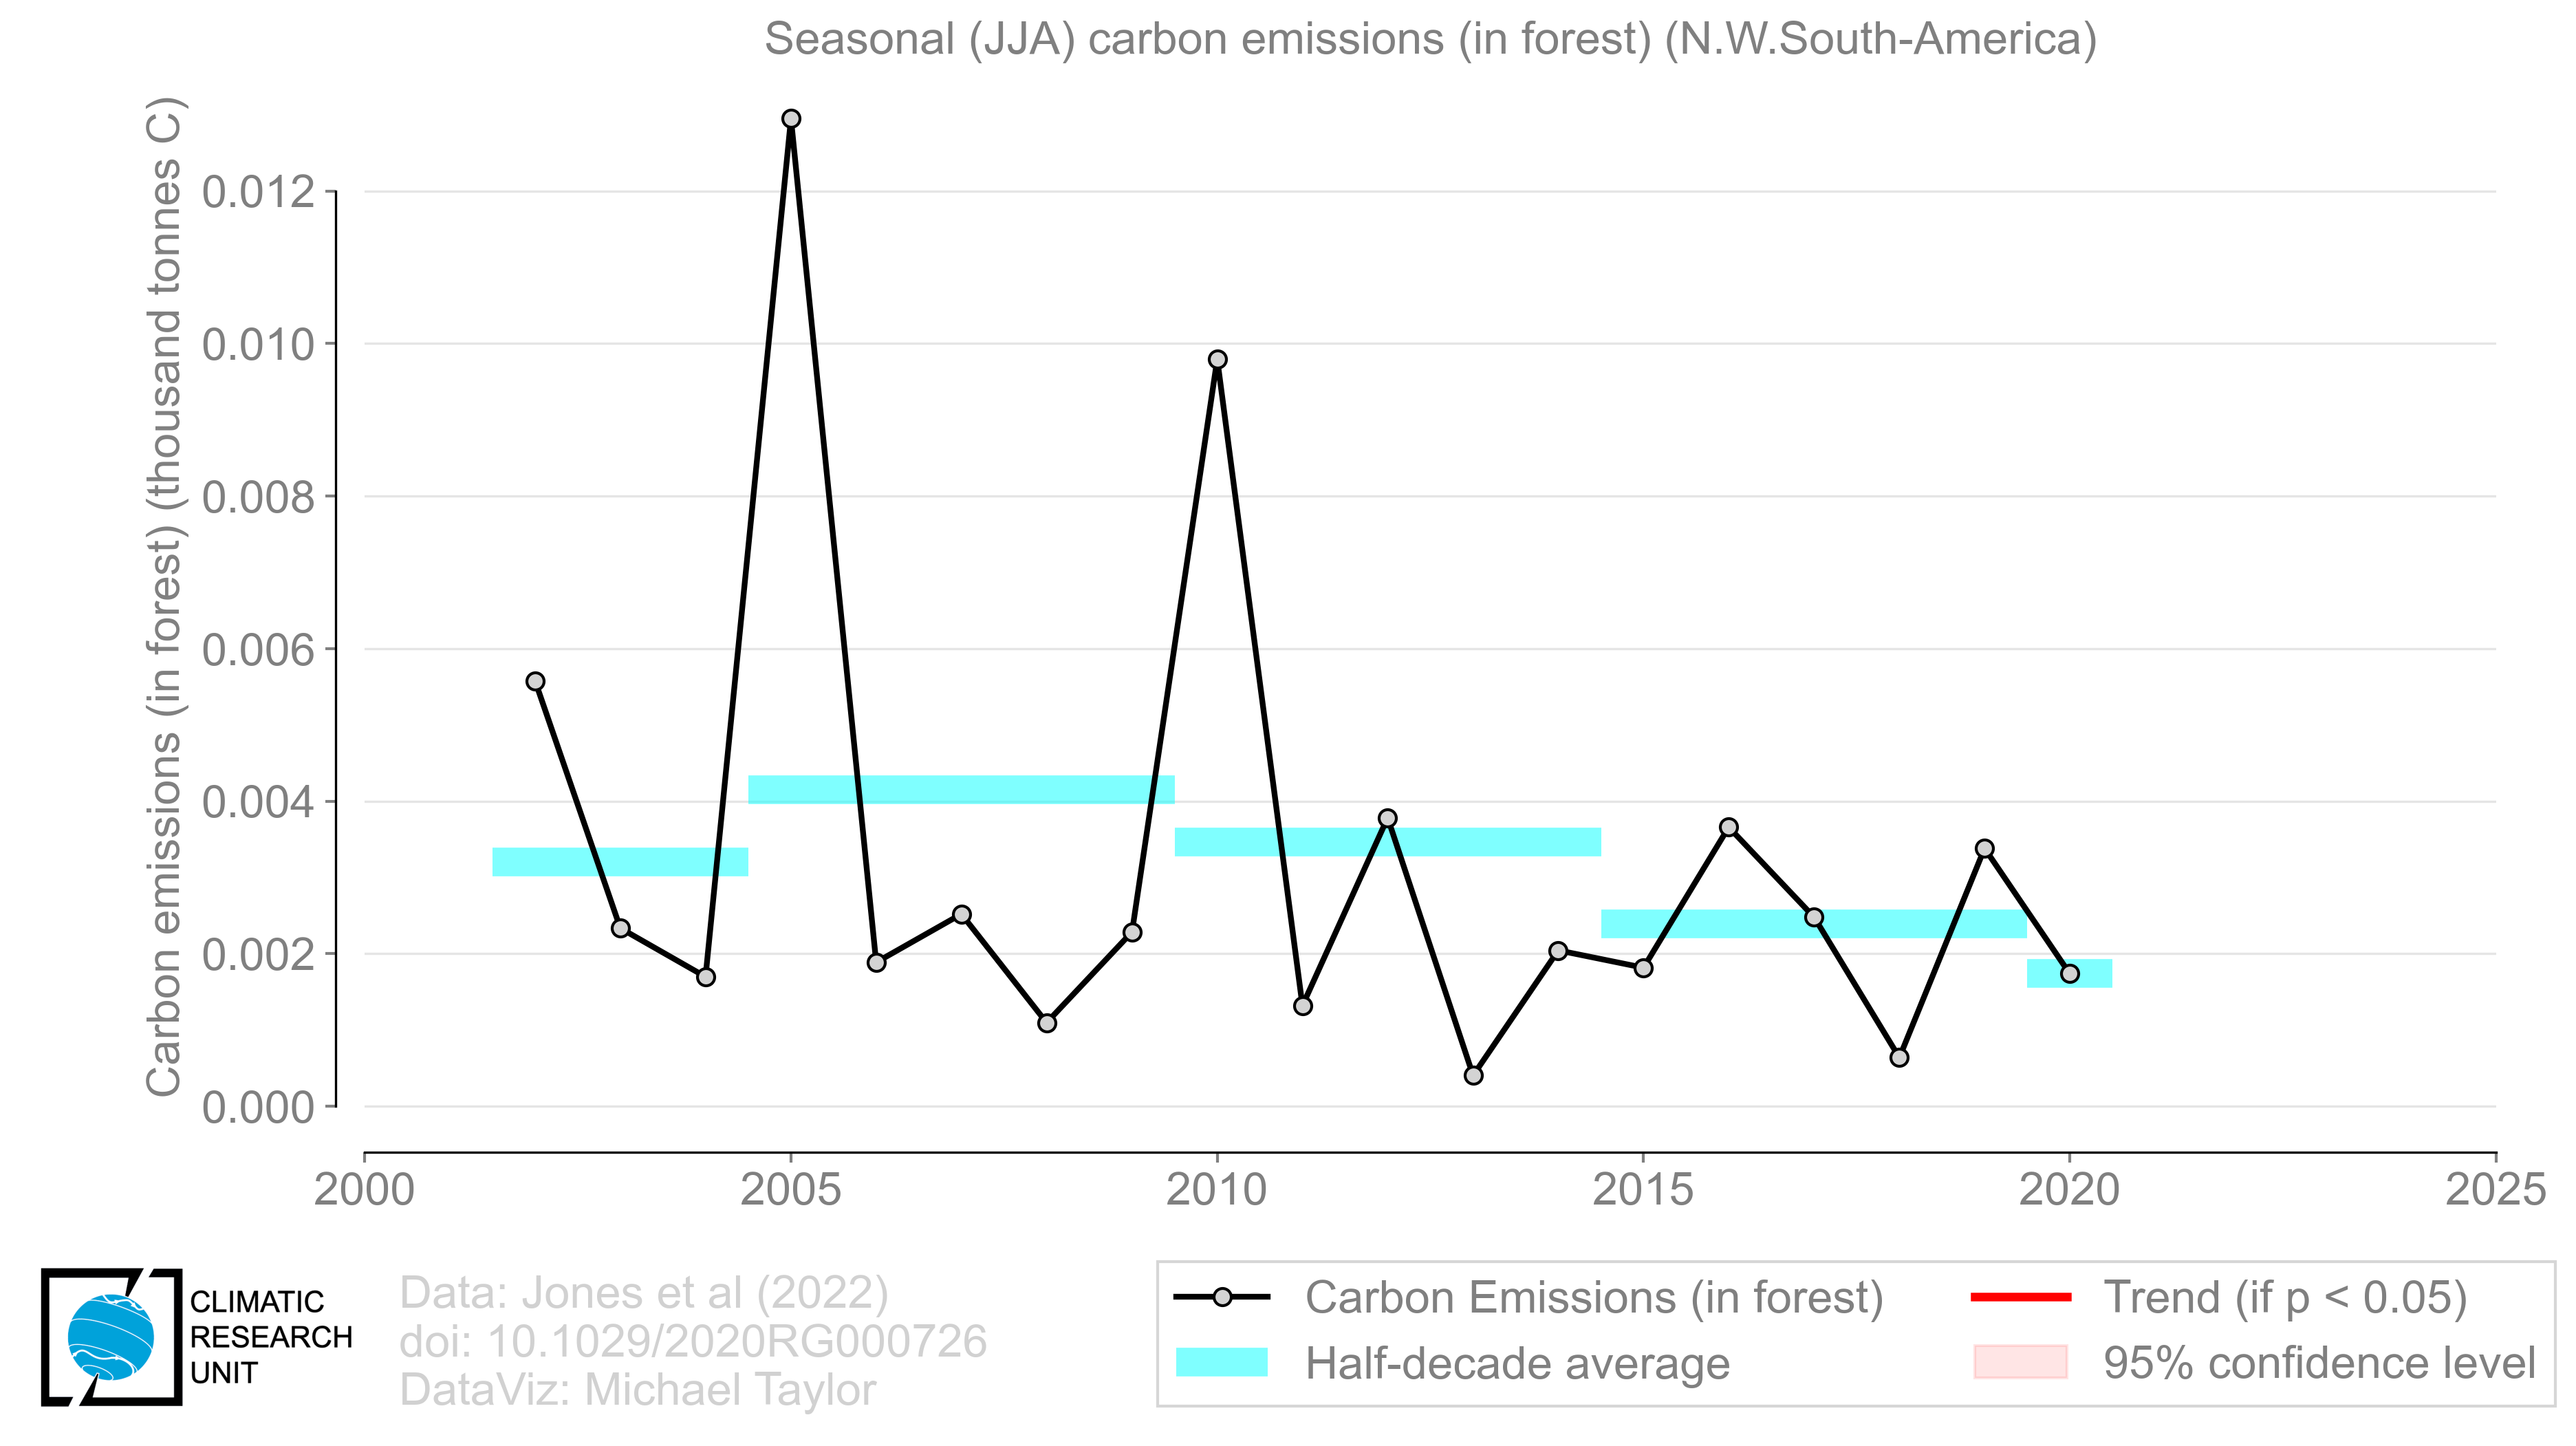 Seasonal (JJA) carbon emissions (in forest) (N.W.South-America)
Carbon emissions (in forest) (thousand tonnes C)
0.012
0.010
0.008
0.006
0.004
0.002
0.000
2000
2005
2010
2015
2020
2025
CLIMATIC
RESEARCH
UNIT
Data: Jones et al (2022)
doi: 10.1029/2020RG000726
DataViz: Michael Taylor
Carbon Emissions (in forest)
Half-decade average
Trend (if p < 0.05)
95% confidence level